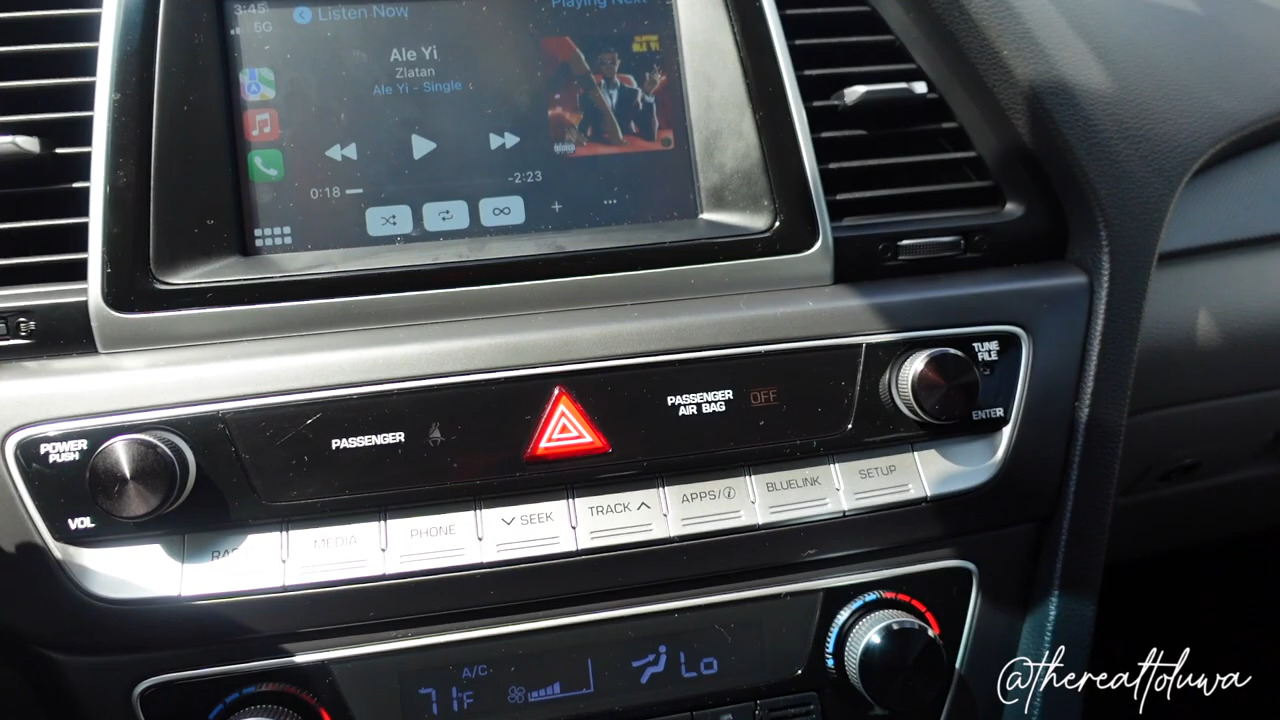 3:45
5G
Listen Now
Playing Next
Ale Yi
Zlatan
Ale Yi - Single
ALE YI
0:18
-2:23
TUNE
FILE
ENTER
PASSENGER
AIR BAG
OFF
PASSENGER
POWER
PUSH
VOL
MEDIA
PHONE
SEEK
TRACK
APPS/i
BLUELINK
SETUP
A/C
71°F
Lo
@therealtoluwa